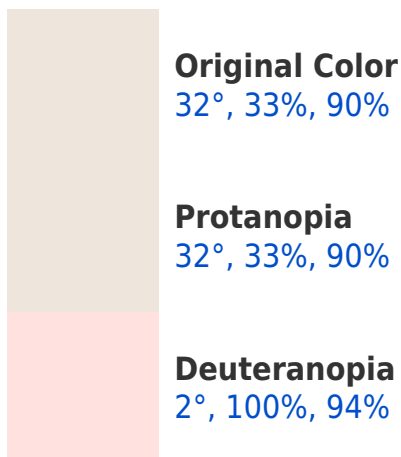 Original Color
32°, 33%, 90%
Protanopia
32°, 33%, 90%
Deuteranopia
2°, 100%, 94%